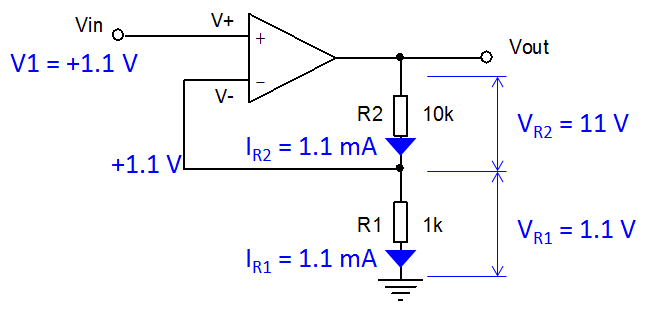 Vin
V+
V1 = +1.1 V
+
−
V-
Vout
R2 10k
VR2 = 11 V
IR2 = 1.1 mA
+1.1 V
R1 1k
VR1 = 1.1 V
IR1 = 1.1 mA